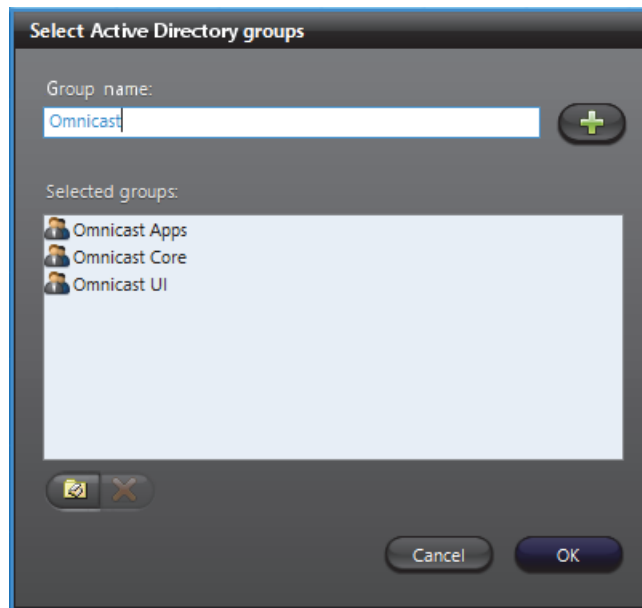 Select Active Directory groups
Group name:
Omnicast
Selected groups:
Omnicast Apps
Omnicast Core
Omnicast UI
Cancel
OK